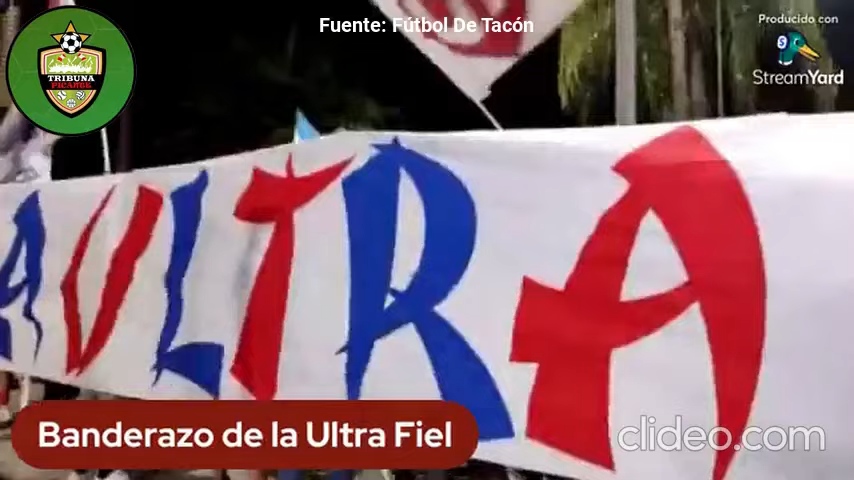 Fuente: Fútbol De Tacón
Producido con
StreamYard
TRIBUNA
PICANTE
A ULTRA
Banderazo de la Ultra Fiel
clideo.com